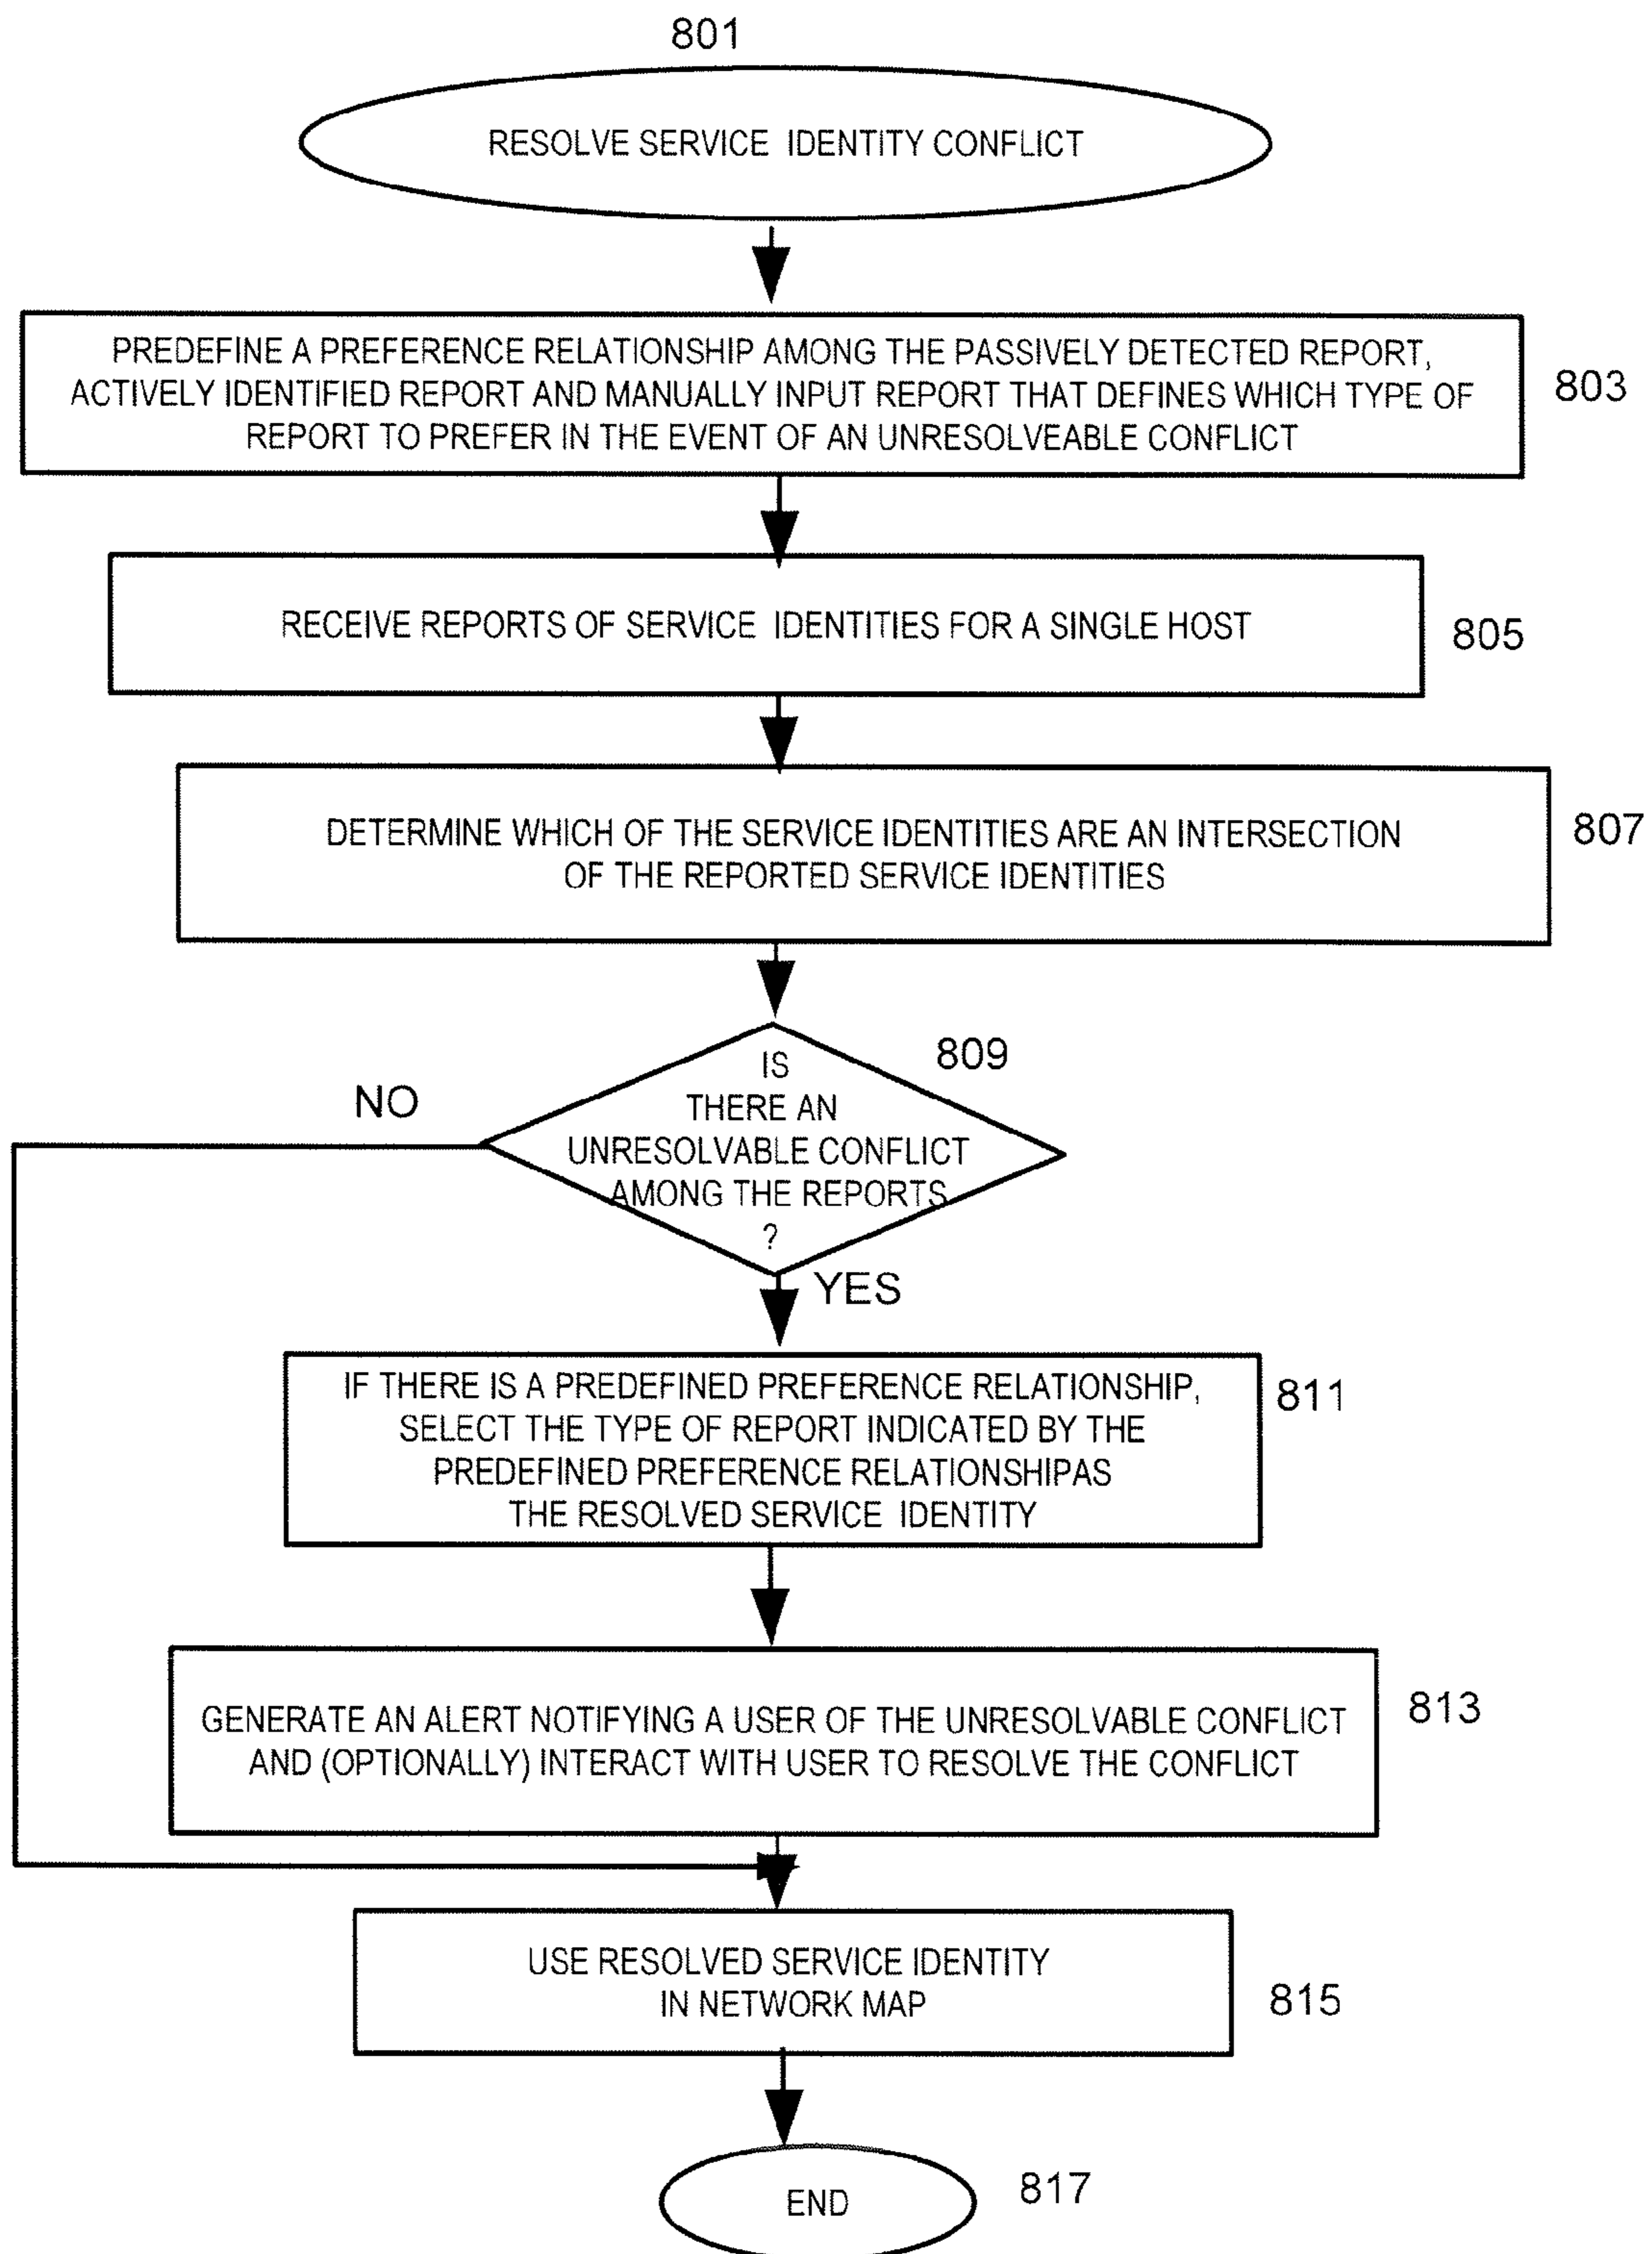 801
RESOLVE SERVICE IDENTITY CONFLICT
PREDEFINE A PREFERENCE RELATIONSHIP AMONG THE PASSIVELY DETECTED REPORT,
ACTIVELY IDENTIFIED REPORT AND MANUALLY INPUT REPORT THAT DEFINES WHICH TYPE OF
REPORT TO PREFER IN THE EVENT OF AN UNRESOLVEABLE CONFLICT
803
RECEIVE REPORTS OF SERVICE IDENTITIES FOR A SINGLE HOST
805
DETERMINE WHICH OF THE SERVICE IDENTITIES ARE AN INTERSECTION
OF THE REPORTED SERVICE IDENTITIES
807
809
IS
THERE AN
UNRESOLVABLE CONFLICT
AMONG THE REPORTS
?
NO
YES
IF THERE IS A PREDEFINED PREFERENCE RELATIONSHIP,
SELECT THE TYPE OF REPORT INDICATED BY THE
PREDEFINED PREFERENCE RELATIONSHIPAS
THE RESOLVED SERVICE IDENTITY
811
GENERATE AN ALERT NOTIFYING A USER OF THE UNRESOLVABLE CONFLICT
AND (OPTIONALLY) INTERACT WITH USER TO RESOLVE THE CONFLICT
813
USE RESOLVED SERVICE IDENTITY
IN NETWORK MAP
815
END
817